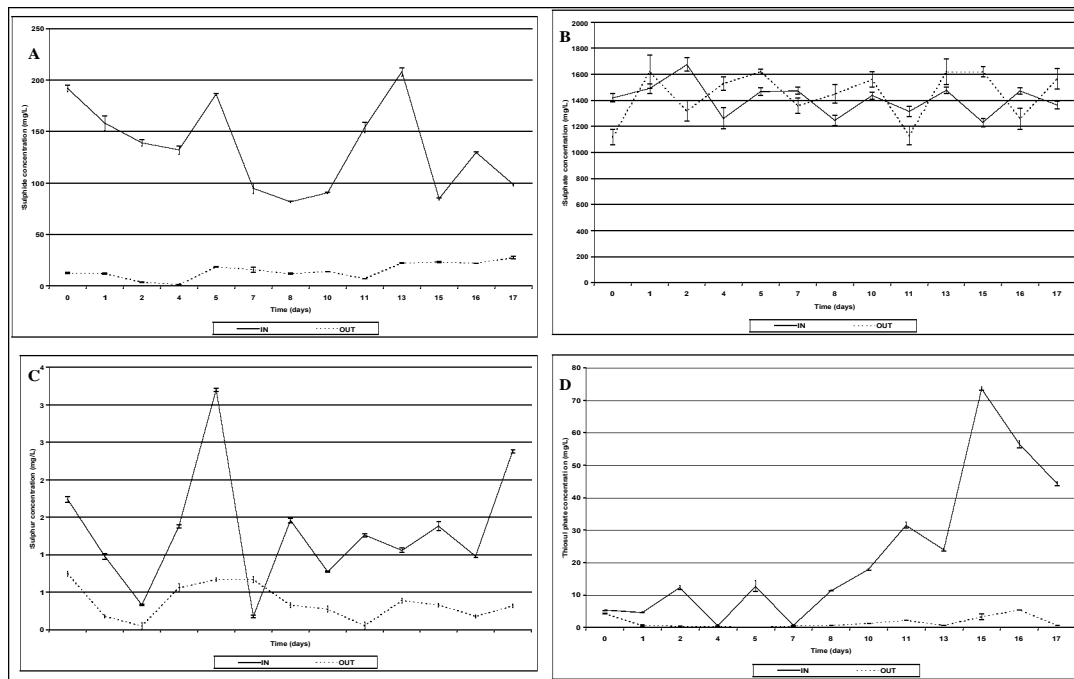 A
Sulphide concentration (mg/L)
250
200
150
100
50
0
0 1 2 4 5 7 8 10 11 13 15 16 17
Time (days)
IN OUT
B
Sulphate concentration (mg/L)
2000
1800
1600
1400
1200
1000
800
600
400
200
0
0 1 2 4 5 7 8 10 11 13 15 16 17
Time (days)
IN OUT
C
Sulphur concentration (mg/L)
4
3
3
2
2
1
1
0
Time (days)
IN OUT
D
Thiosul phate concentration (mg/L)
80
70
60
50
40
30
20
10
0
0 1 2 4 5 7 8 10 11 13 15 16 17
Time (days)
IN OUT